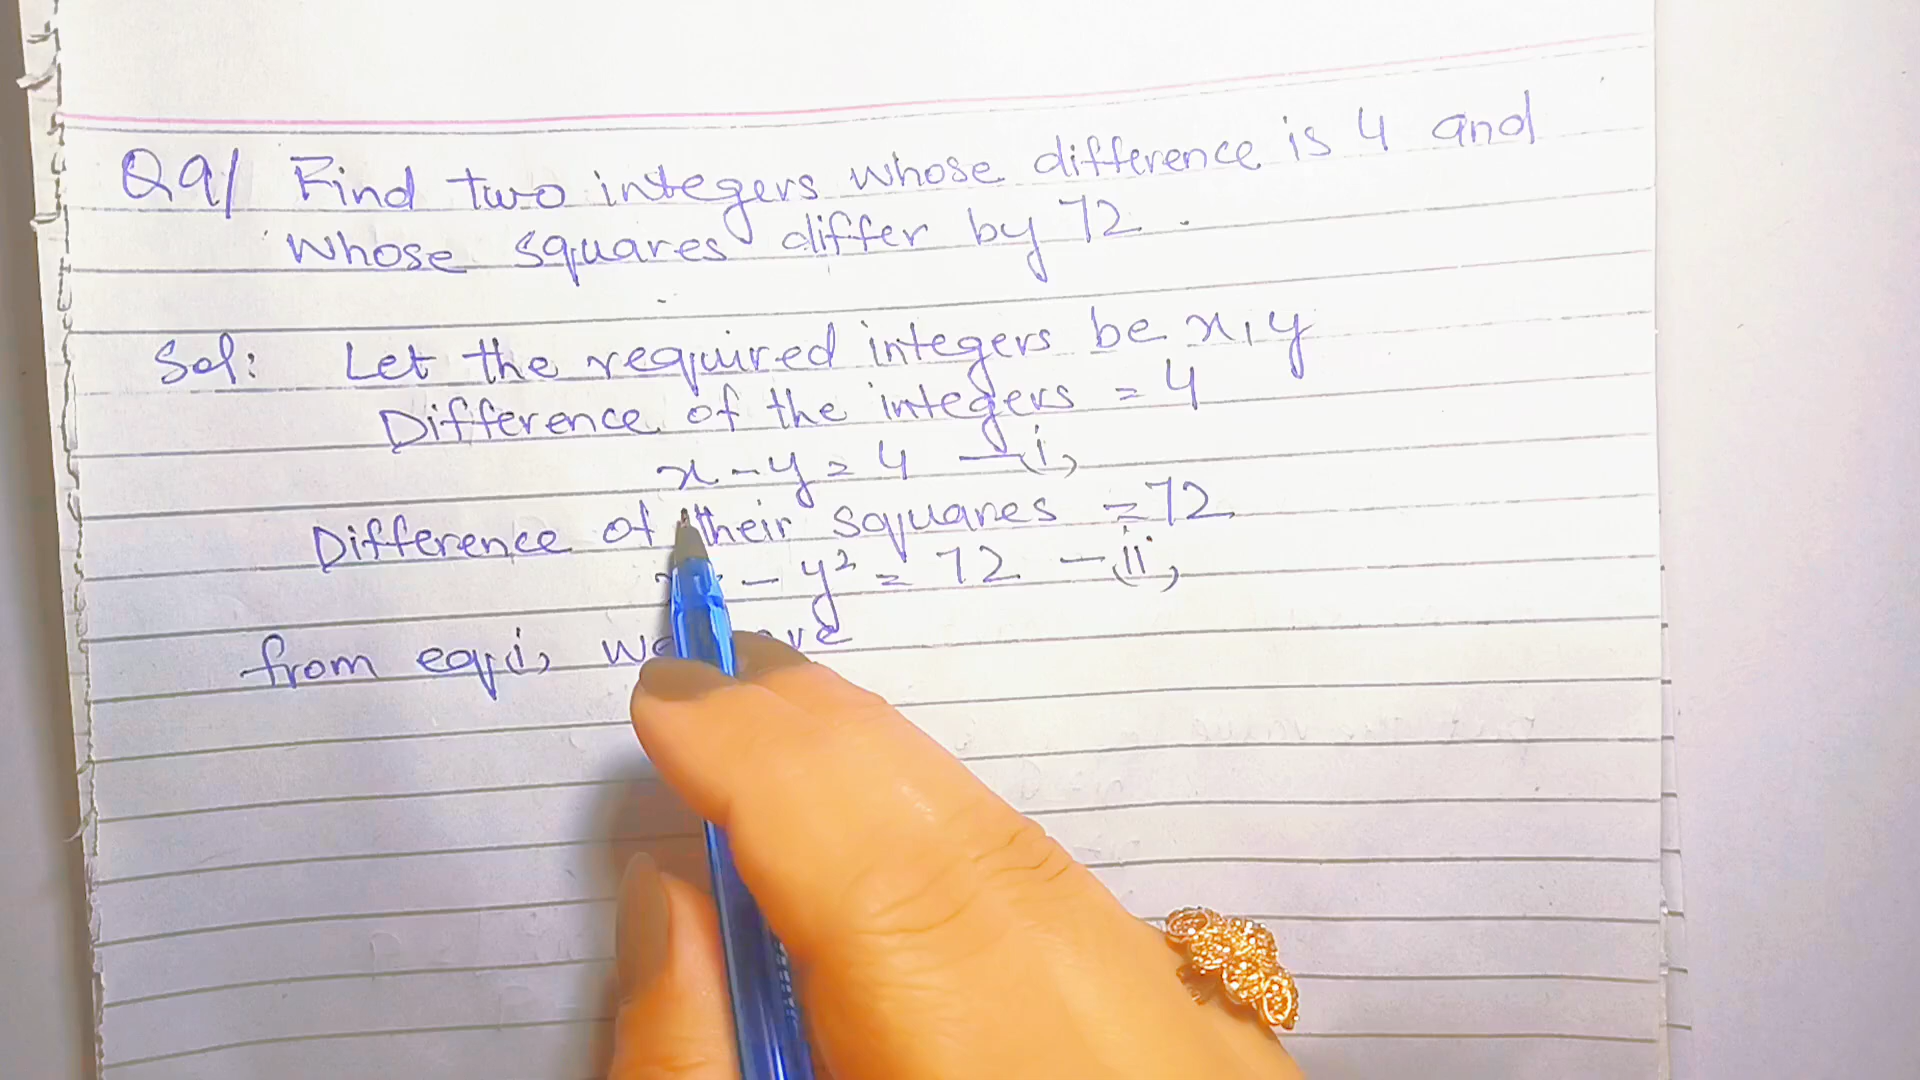 Q9/ Find two integers whose difference is 4 and
whose squares differ by 72.
Sol: Let the required integers be x, y
Difference of the integers = 4
x - y = 4 —(i)
Difference of their squares = 72
- y² = 72 —(ii)
from eq(i), we